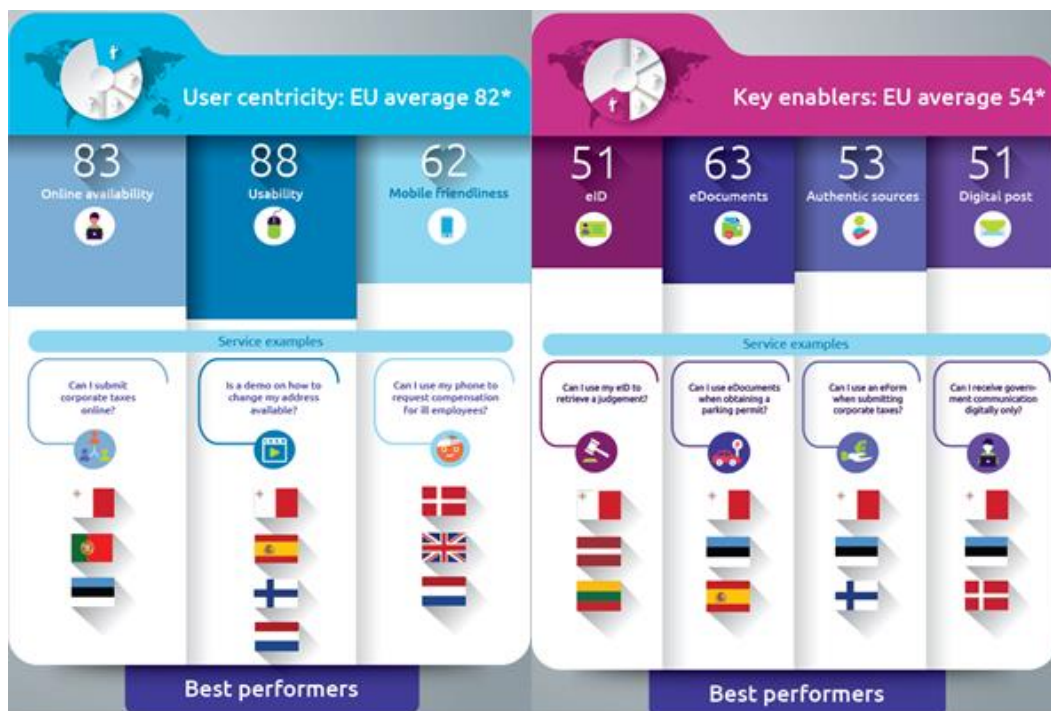 User centricity: EU average 82*
83
Online availability
88
Usability
62
Mobile friendliness
Service examples
Can I submit
corporate taxes
online?
Is a demo on how to
change my address
available?
Can I use my phone to
request compensation
for ill employees?
Best performers
Key enablers: EU average 54*
51
eID
63
eDocuments
53
Authentic sources
51
Digital post
Service examples
Can I use my eID to
retrieve a judgement?
Can I use eDocuments
when obtaining a
parking permit?
Can I use an eForm
when submitting
corporate taxes?
Can I receive govern-
ment communication
digitally only?
Best performers